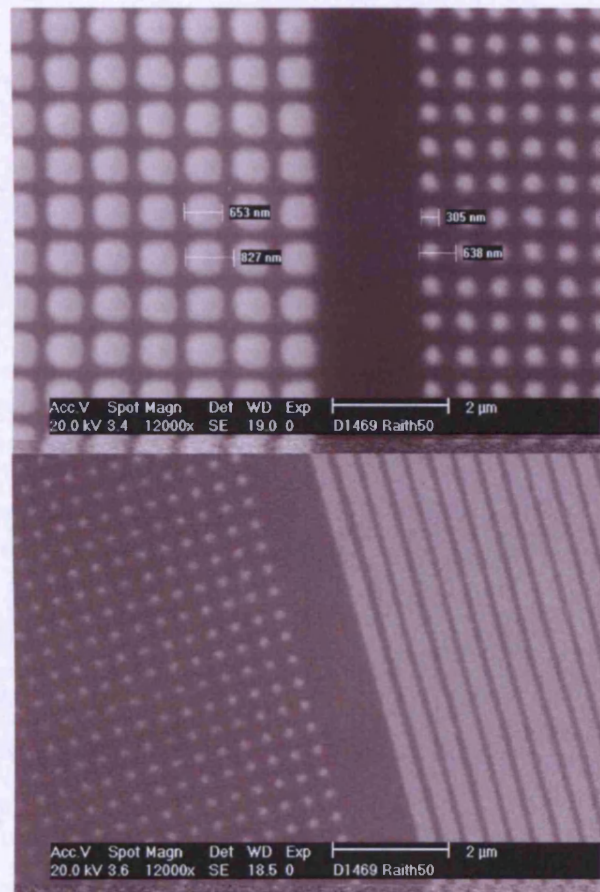 653 nm
305 nm
827 nm
638 nm
Acc.V Spot Magn Det WD Exp 2 µm
20.0 kV 3.4 12000x SE 19.0 0 D1469 Raith50
Acc.V Spot Magn Det WD Exp 2 µm
20.0 kV 3.6 12000x SE 18.5 0 D1469 Raith50